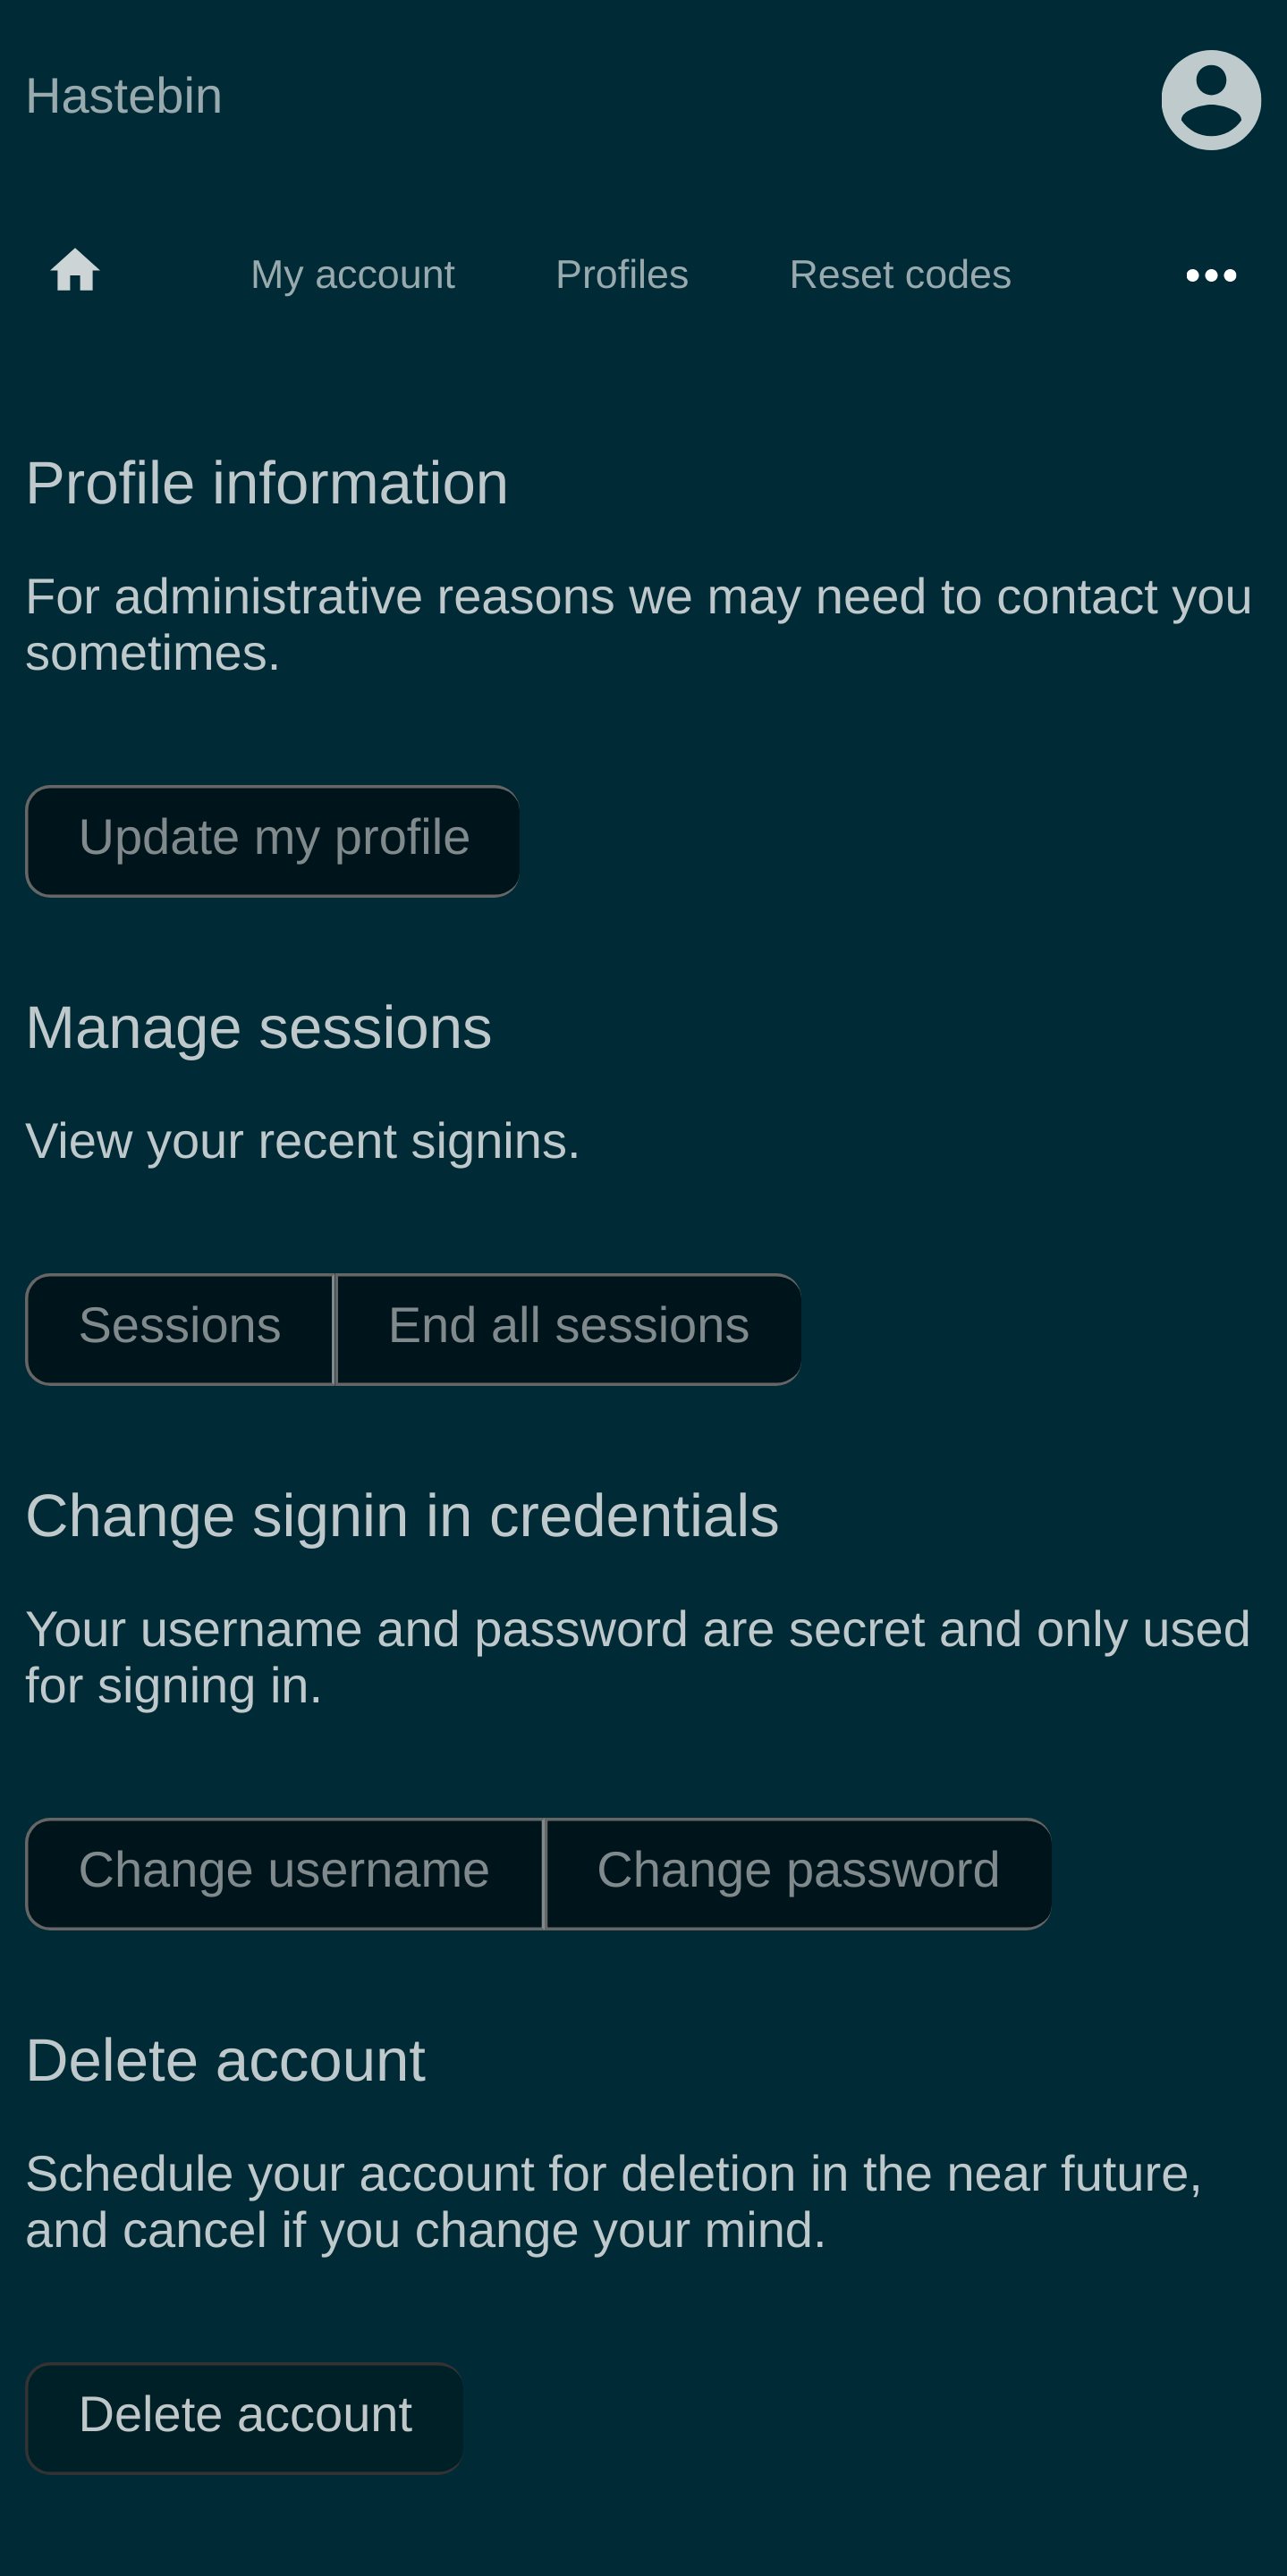 Hastebin
My account Profiles Reset codes
Profile information
For administrative reasons we may need to contact you
sometimes.
Update my profile
Manage sessions
View your recent signins.
Sessions End all sessions
Change signin in credentials
Your username and password are secret and only used
for signing in.
Change username Change password
Delete account
Schedule your account for deletion in the near future,
and cancel if you change your mind.
Delete account